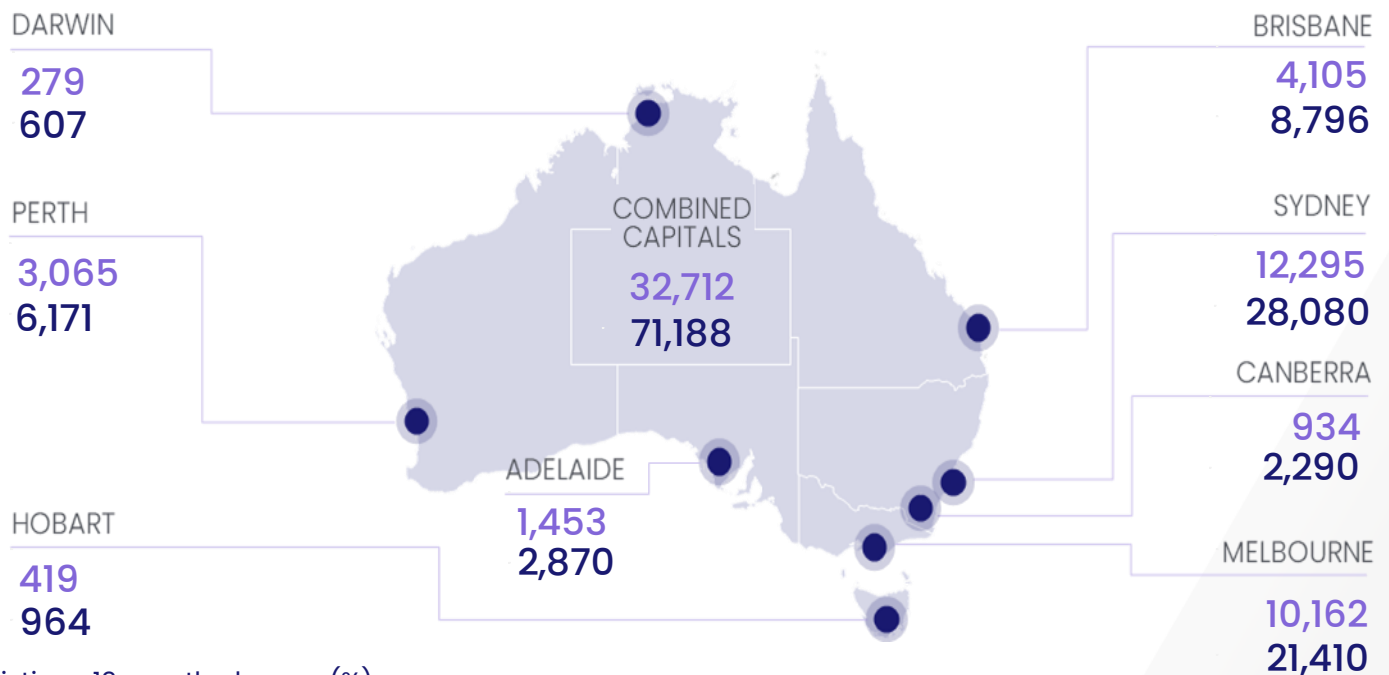 DARWIN
279
607
PERTH
3,065
6,171
HOBART
419
964
COMBINED
CAPITALS
32,712
71,188
ADELAIDE
1,453
2,870
BRISBANE
4,105
8,796
SYDNEY
12,295
28,080
CANBERRA
934
2,290
MELBOURNE
10,162
21,410
(%)